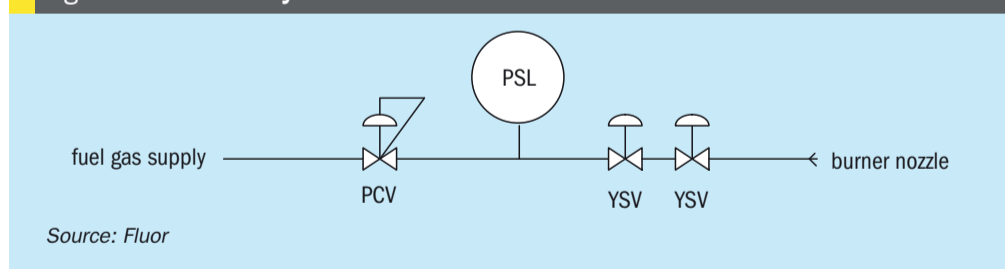 PSL
fuel gas supply
burner nozzle
PCV
YSV YSV
Source: Fluor